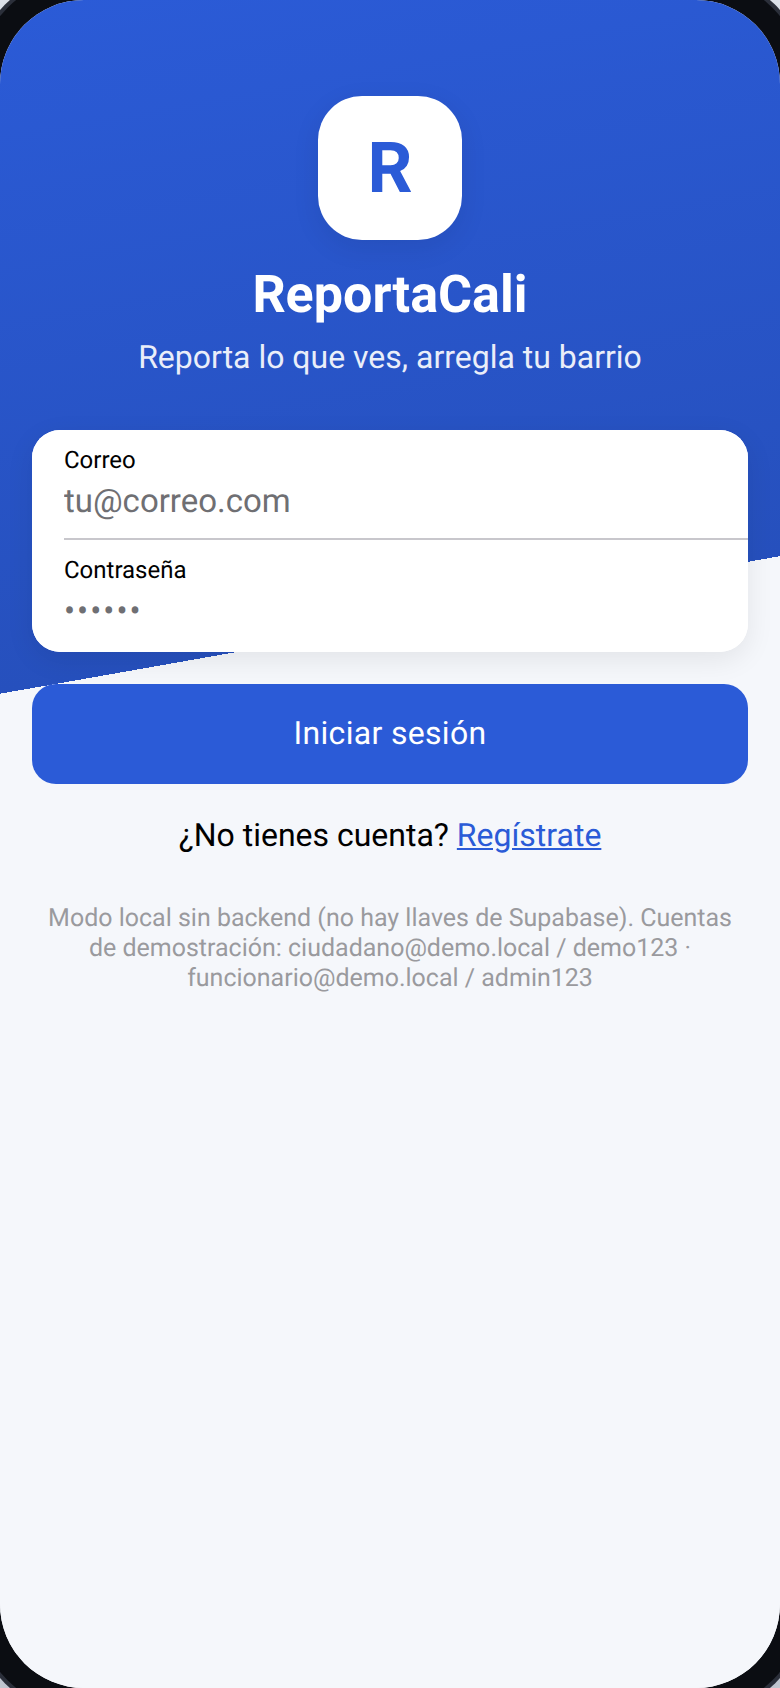 R
ReportaCali
Reporta lo que ves, arregla tu barrio
Correo
tu@correo.com
Contraseña
••••••
Iniciar sesión
¿No tienes cuenta? Regístrate
Modo local sin backend (no hay llaves de Supabase). Cuentas
de demostración: ciudadano@demo.local / demo123 ·
funcionario@demo.local / admin123